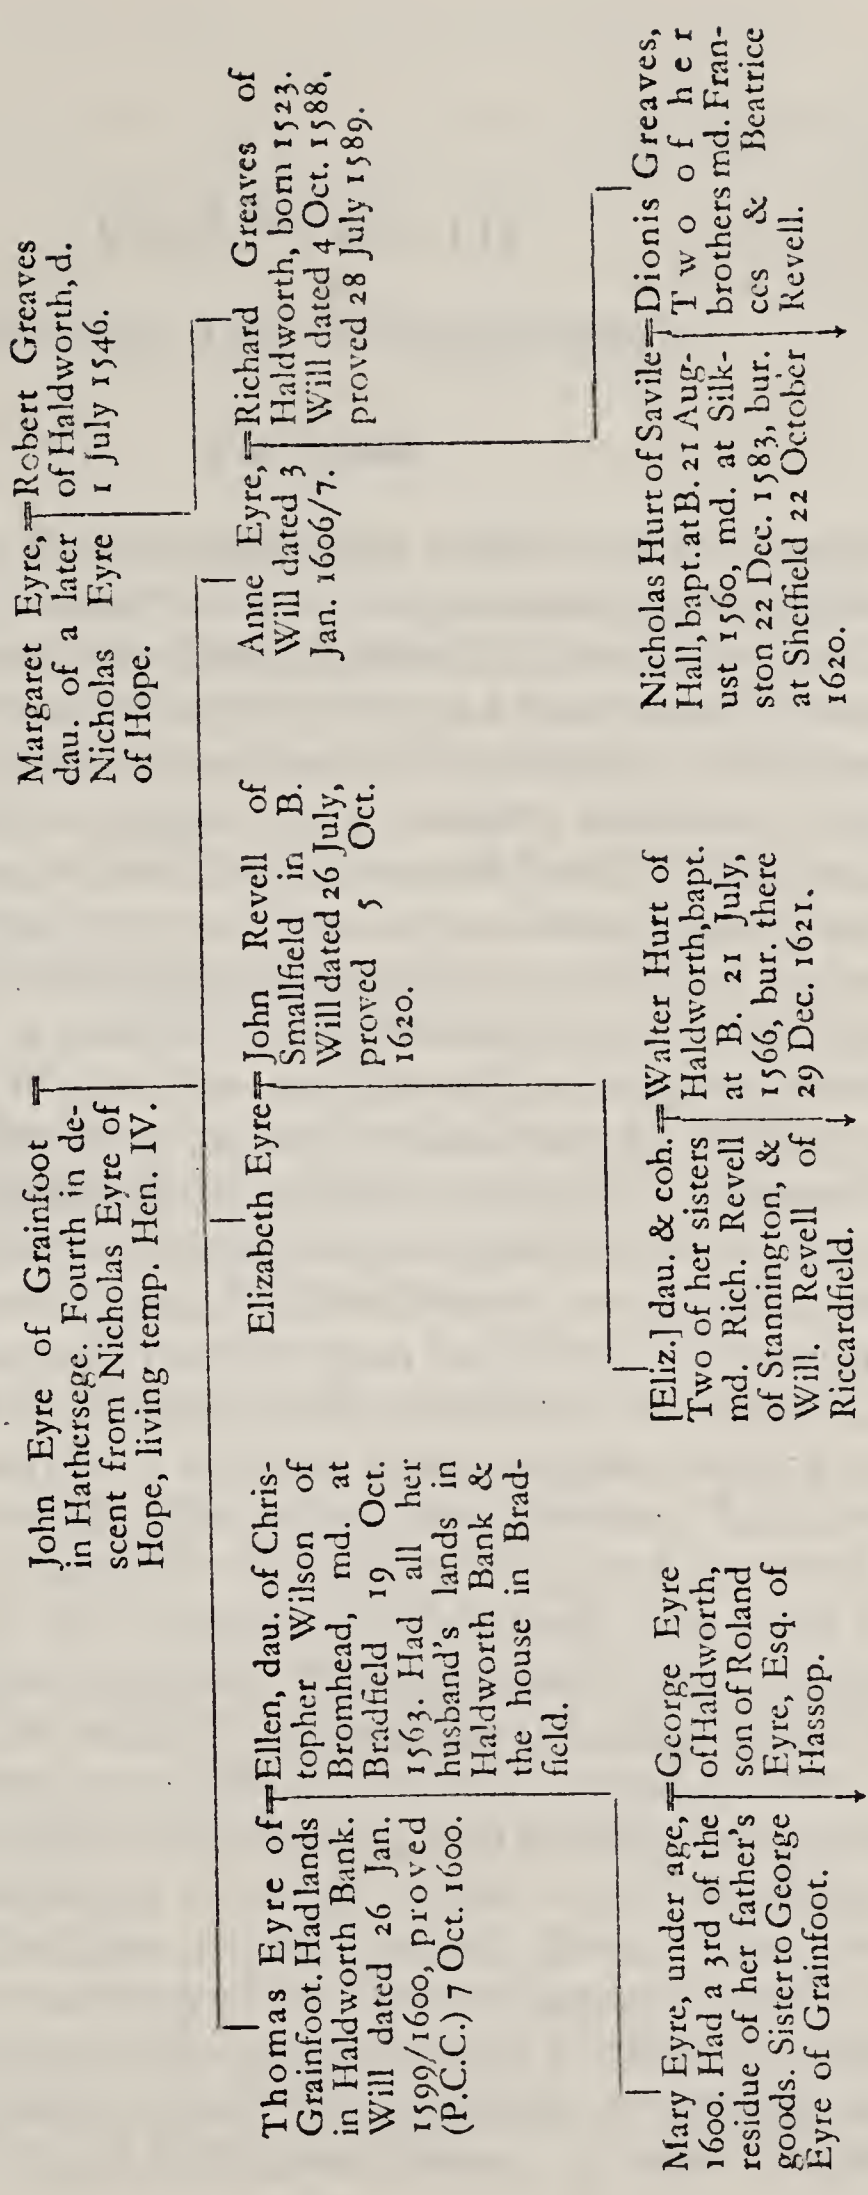 John Eyre of Grainfoot
in Hathersege. Fourth in de-
scent from Nicholas Eyre of
Hope, living temp. Hen. IV.
=
Margaret Eyre,
dau. of a later
Nicholas Eyre
of Hope.
=Robert Greaves
of Haldworth, d.
1 July 1546.
Thomas Eyre of
Grainfoot. Had lands
in Haldworth Bank.
Will dated 26 Jan.
1599/1600, proved
(P.C.C.) 7 Oct. 1600.
=Ellen, dau. of Chris-
topher Wilson of
Bromhead, md. at
Bradfield 19 Oct.
1563. Had all her
husband's lands in
Haldworth Bank &
the house in Brad-
field.
Elizabeth Eyre
=John Revell of
Smallfield in B.
Will dated 26 July,
proved 5 Oct.
1620.
Anne Eyre,
Will dated 3
Jan. 1606/7.
=Richard Greaves of
Haldworth, born 1523.
Will dated 4 Oct. 1588,
proved 28 July 1589.
Mary Eyre, under age,
1600. Had a 3rd of the
residue of her father's
goods. Sister to George
Eyre of Grainfoot.
=George Eyre
of Haldworth,
son of Roland
Eyre, Esq. of
Hassop.
[Eliz.] dau. & coh.
Two of her sisters
md. Rich. Revell
of Stannington, &
Will. Revell of
Riccardfield.
=Walter Hurt of
Haldworth, bapt.
at B. 21 July,
1566, bur. there
29 Dec. 1621.
Nicholas Hurt of Savile
Hall, bapt. at B. 21 Aug-
ust 1560, md. at Silk-
ston 22 Dec. 1583, bur.
at Sheffield 22 October
1620.
=Dionis Greaves,
Two of her
brothers md. Fran-
ces & Beatrice
Revell.